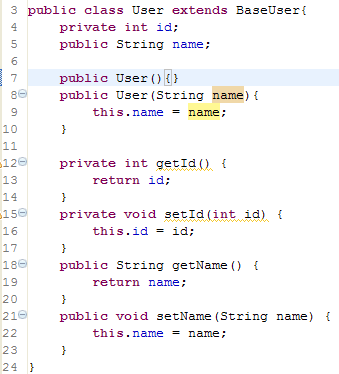 3 public class User extends BaseUser{
4     private int id;
5     public String name;
6
7     public User(){}
8     public User(String name){
9         this.name = name;
10     }
11
12     private int getId() {
13         return id;
14     }
15     private void setId(int id) {
16         this.id = id;
17     }
18     public String getName() {
19         return name;
20     }
21     public void setName(String name) {
22         this.name = name;
23     }
24 }